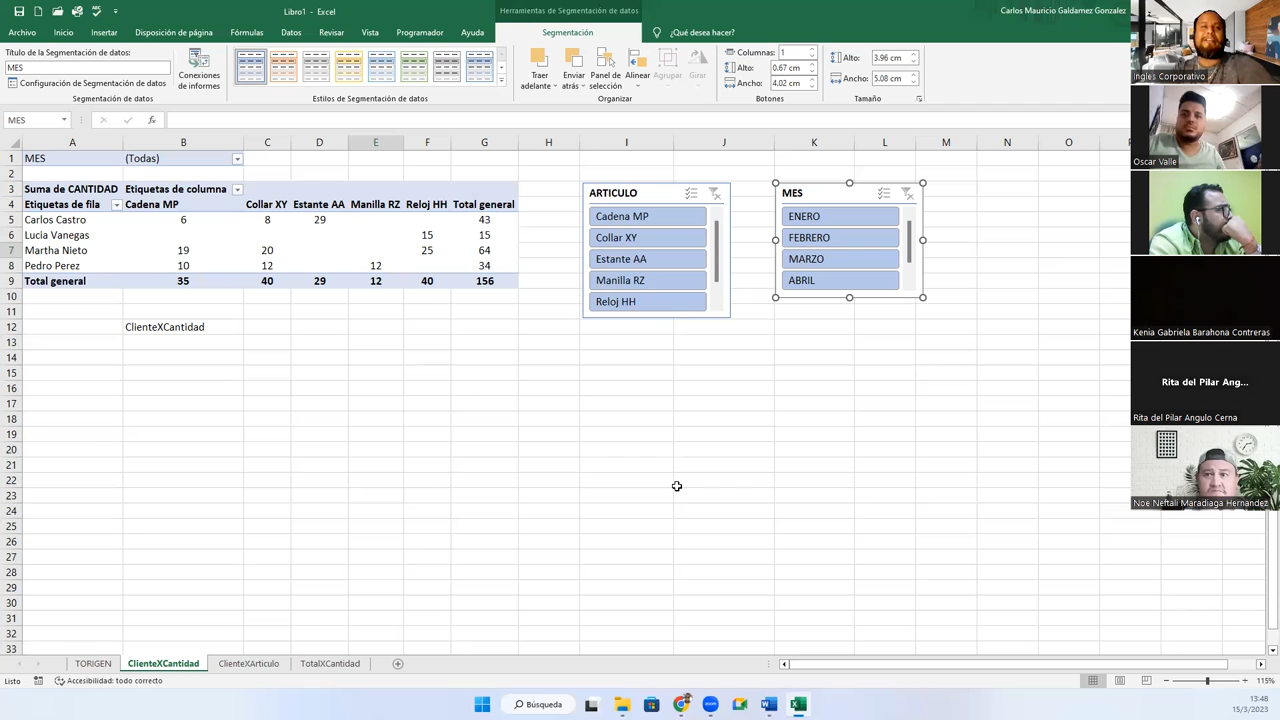 Libro1 - Excel
Herramientas de Segmentación de datos
Carlos Mauricio Galdamez Gonzalez
Archivo Inicio Insertar Disposición de página Fórmulas Datos Revisar Vista Programador Ayuda Segmentación ¿Qué desea hacer?
Título de la Segmentación de datos:
MES
Configuración de Segmentación de datos
Segmentación de datos
Conexiones de informes
Estilos de Segmentación de datos
Traer adelante
Enviar atrás
Panel de selección
Alinear
Agrupar
Girar
Organizar
Columnas: 1
Alto: 0.67 cm
Ancho: 4.02 cm
Botones
Alto: 3.96 cm
Ancho: 5.08 cm
Tamaño
MES
fx
A B C D E F G H I J K L M N O
1 MES (Todas)
2
3 Suma de CANTIDAD Etiquetas de columna
4 Etiquetas de fila Cadena MP Collar XY Estante AA Manilla RZ Reloj HH Total general
5 Carlos Castro 6 8 29 43
6 Lucia Vanegas 15 15
7 Martha Nieto 19 20 25 64
8 Pedro Perez 10 12 12 34
9 Total general 35 40 29 12 40 156
10
11
12 ClienteXCantidad
13
14
15
16
17
18
19
20
21
22
23
24
25
26
27
28
29
30
31
32
33
ARTICULO
Cadena MP
Collar XY
Estante AA
Manilla RZ
Reloj HH
MES
ENERO
FEBRERO
MARZO
ABRIL
Ingles Corporativo
Oscar Valle
Kenia Gabriela Barahona Contreras
Rita del Pilar Ang...
Rita del Pilar Angulo Cerna
Noe Neftali Maradiaga Hernandez
TORIGEN ClienteXCantidad ClienteXArticulo TotalXCantidad
Listo Accesibilidad: todo correcto 115%
Búsqueda
13:48
15/3/2023